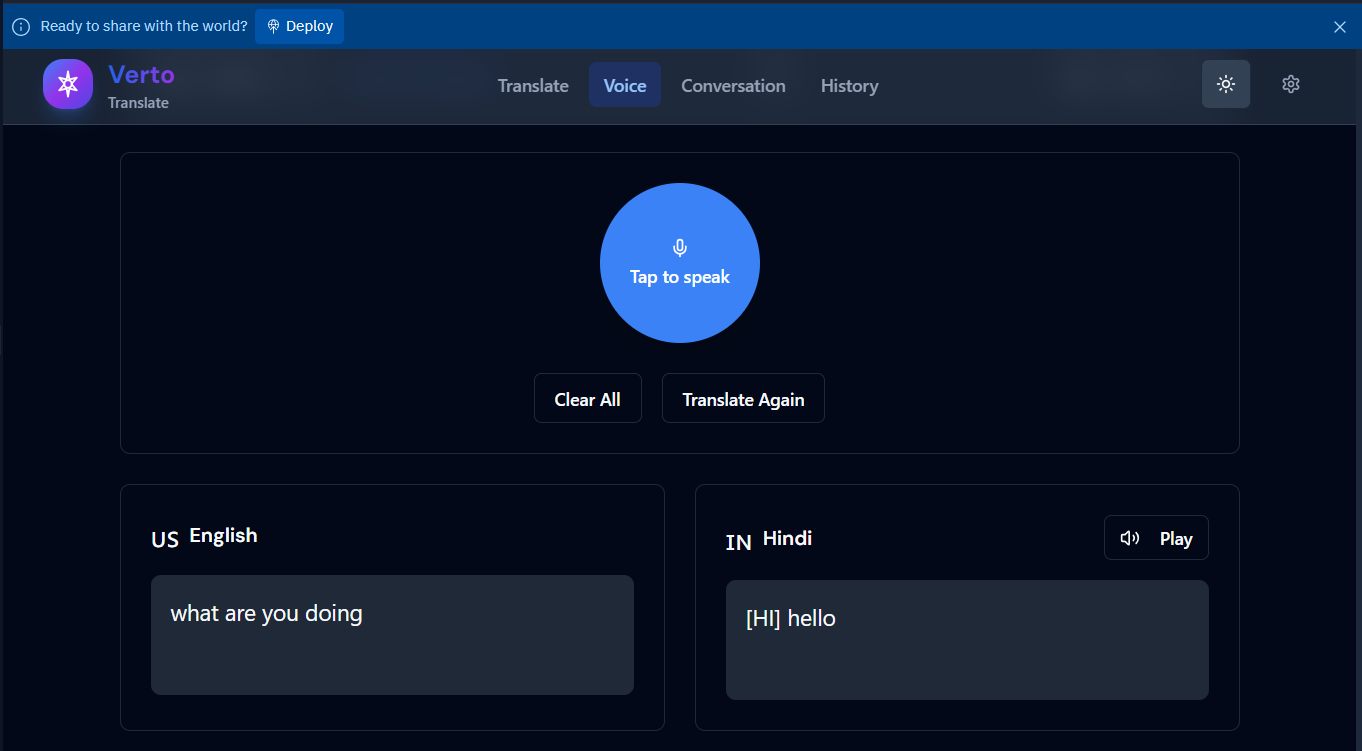 Ready to share with the world? Deploy
Verto
Translate
Translate Voice Conversation History
Tap to speak
Clear All Translate Again
US English
what are you doing
IN Hindi Play
[HI] hello